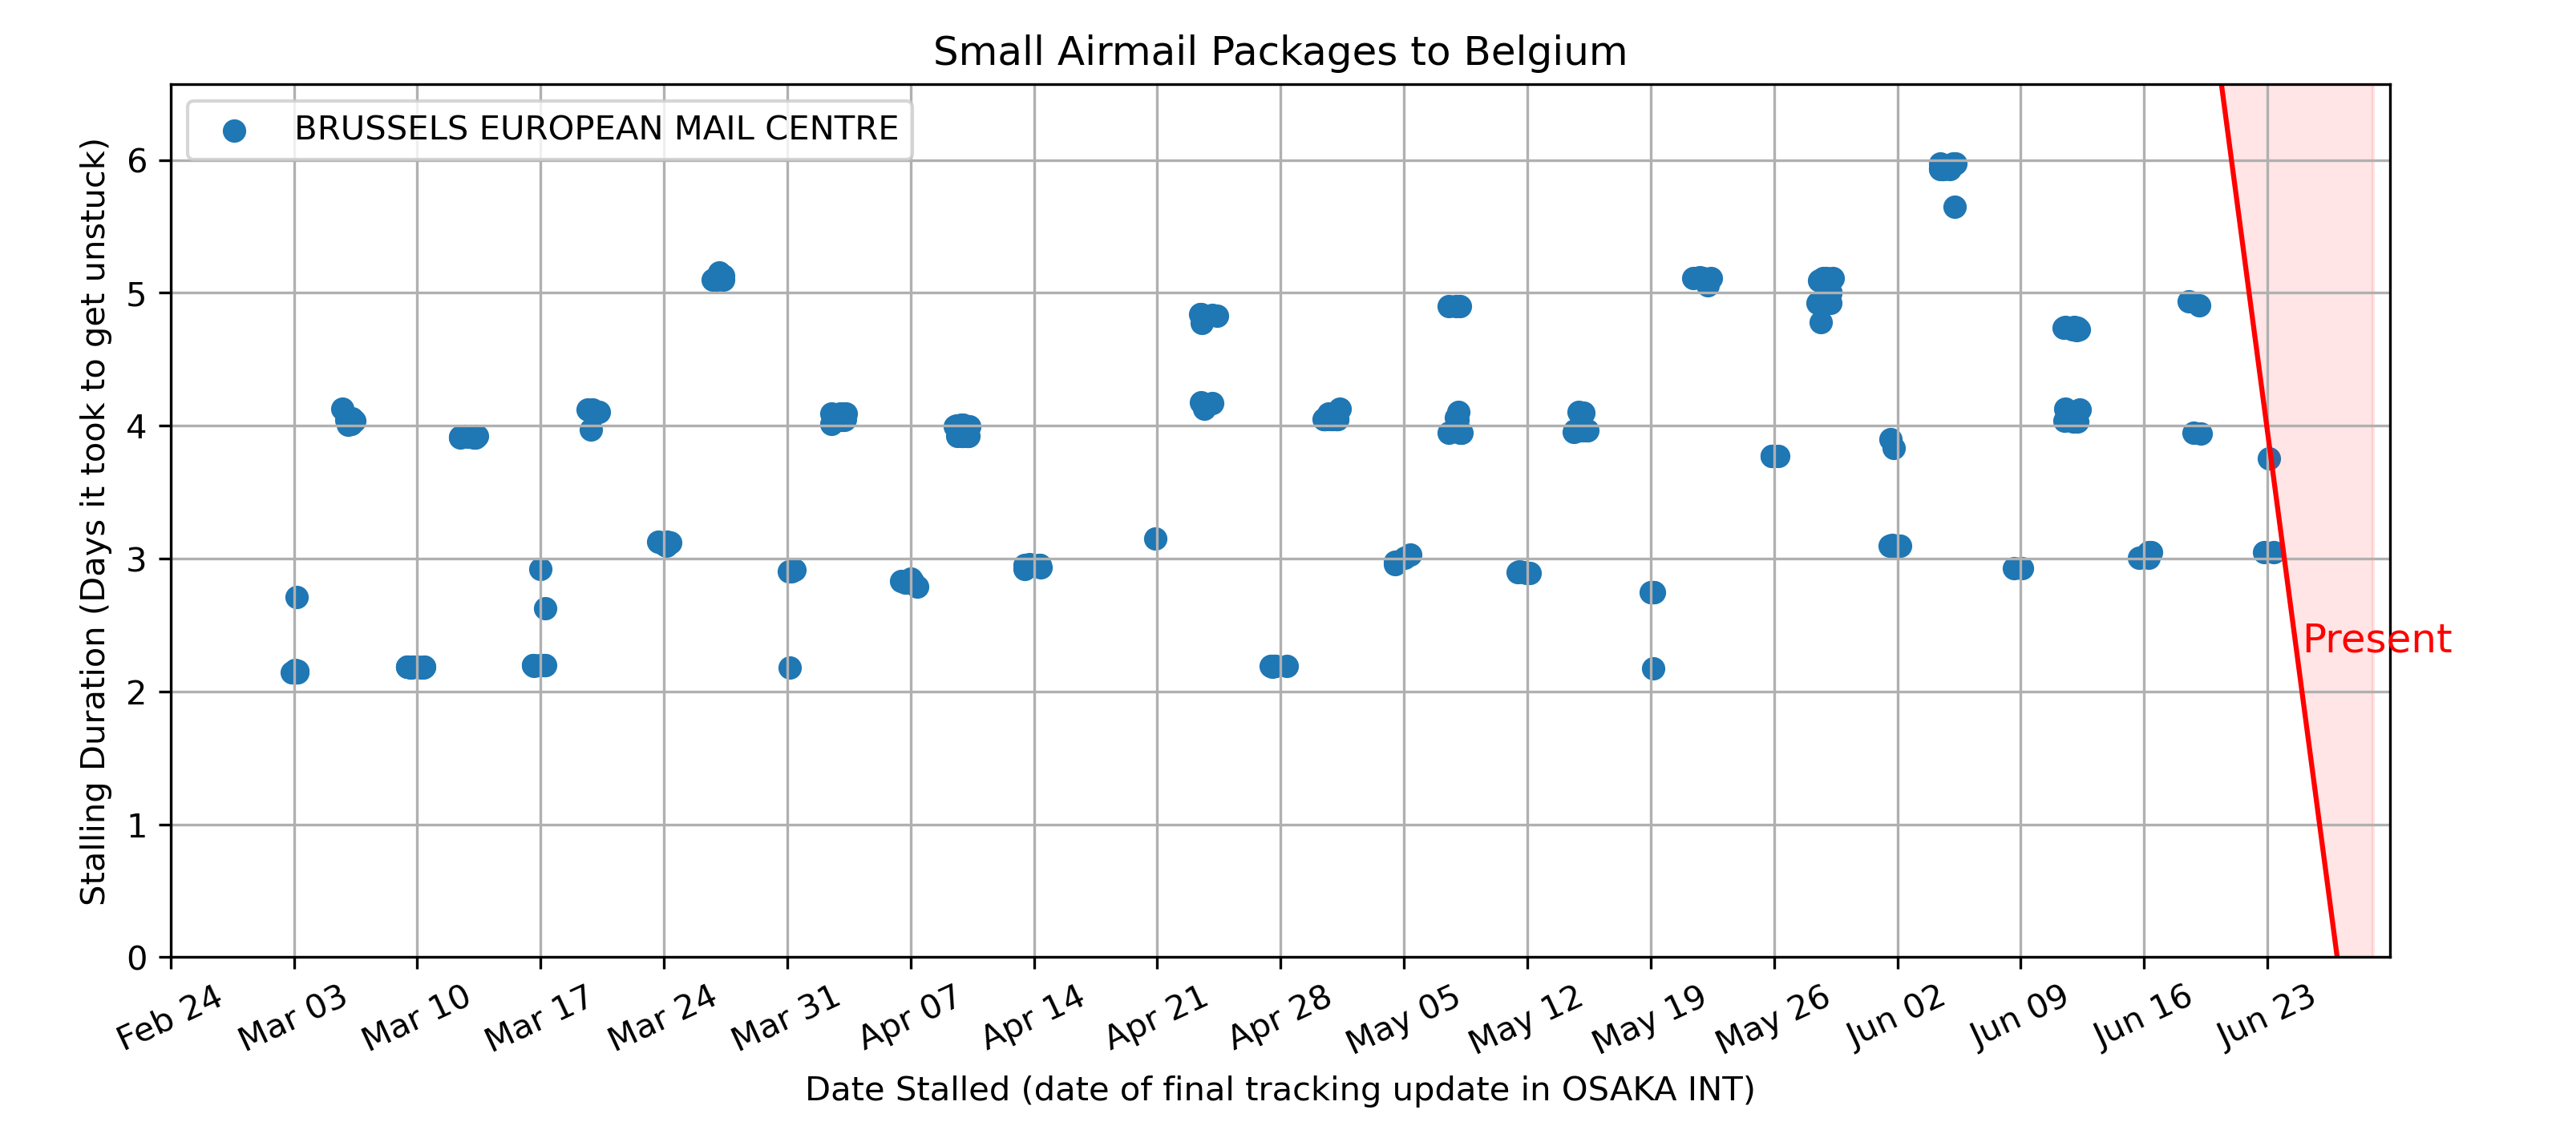 Small Airmail Packages to Belgium
BRUSSELS EUROPEAN MAIL CENTRE
Stalling Duration (Days it took to get unstuck)
6
5
4
3
2
1
0
Present
Feb 24
Mar 03
Mar 10
Mar 17
Mar 24
Mar 31
Apr 07
Apr 14
Apr 21
Apr 28
May 05
May 12
May 19
May 26
Jun 02
Jun 09
Jun 16
Jun 23
Date Stalled (date of final tracking update in OSAKA INT)